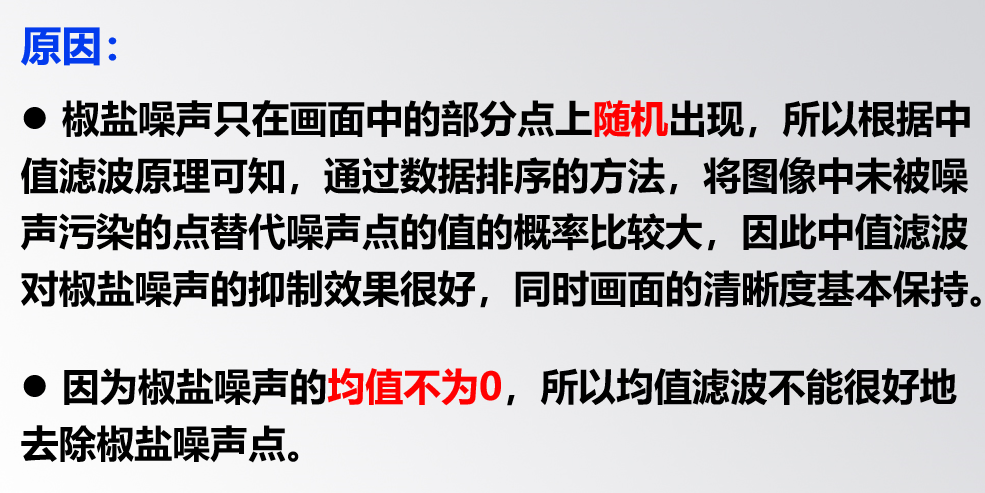 原因：
● 椒盐噪声只在画面中的部分点上随机出现，所以根据中
值滤波原理可知，通过数据排序的方法，将图像中未被噪
声污染的点替代噪声点的值的概率比较大，因此中值滤波
对椒盐噪声的抑制效果很好，同时画面的清晰度基本保持。
● 因为椒盐噪声的均值不为0，所以均值滤波不能很好地
去除椒盐噪声点。